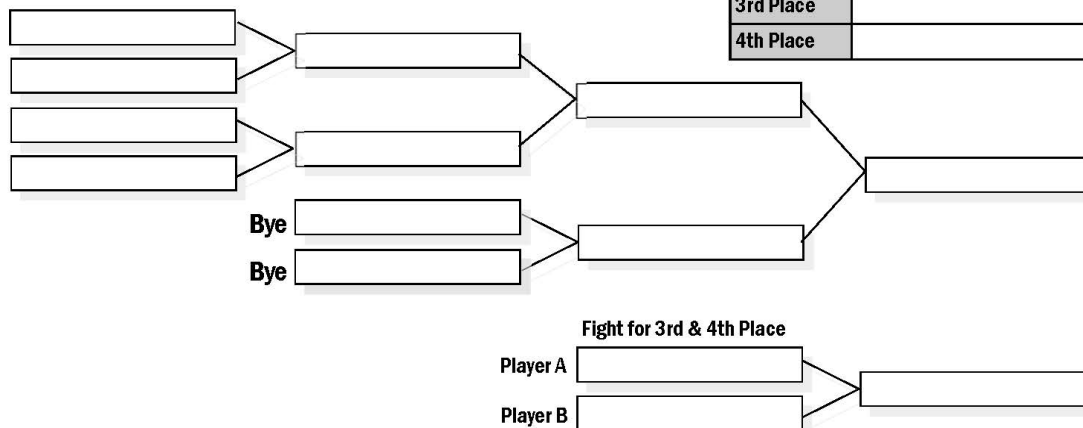 3rd Place
4th Place
Bye
Bye
Fight for 3rd & 4th Place
Player A
Player B